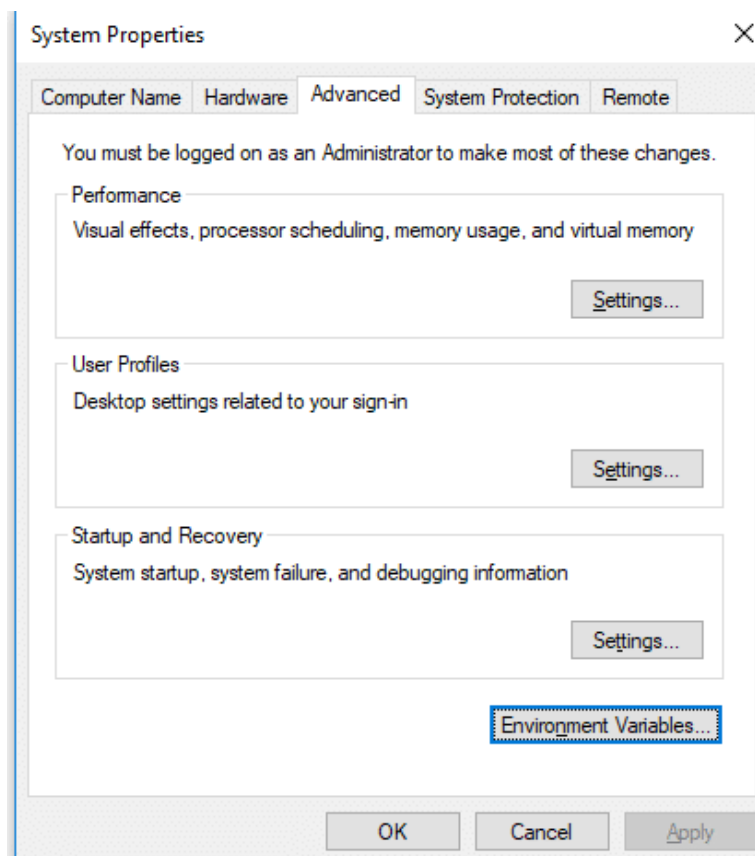 System Properties
Computer Name Hardware Advanced System Protection Remote
You must be logged on as an Administrator to make most of these changes.
Performance
Visual effects, processor scheduling, memory usage, and virtual memory
Settings...
User Profiles
Desktop settings related to your sign-in
Settings...
Startup and Recovery
System startup, system failure, and debugging information
Settings...
Environment Variables...
OK Cancel Apply